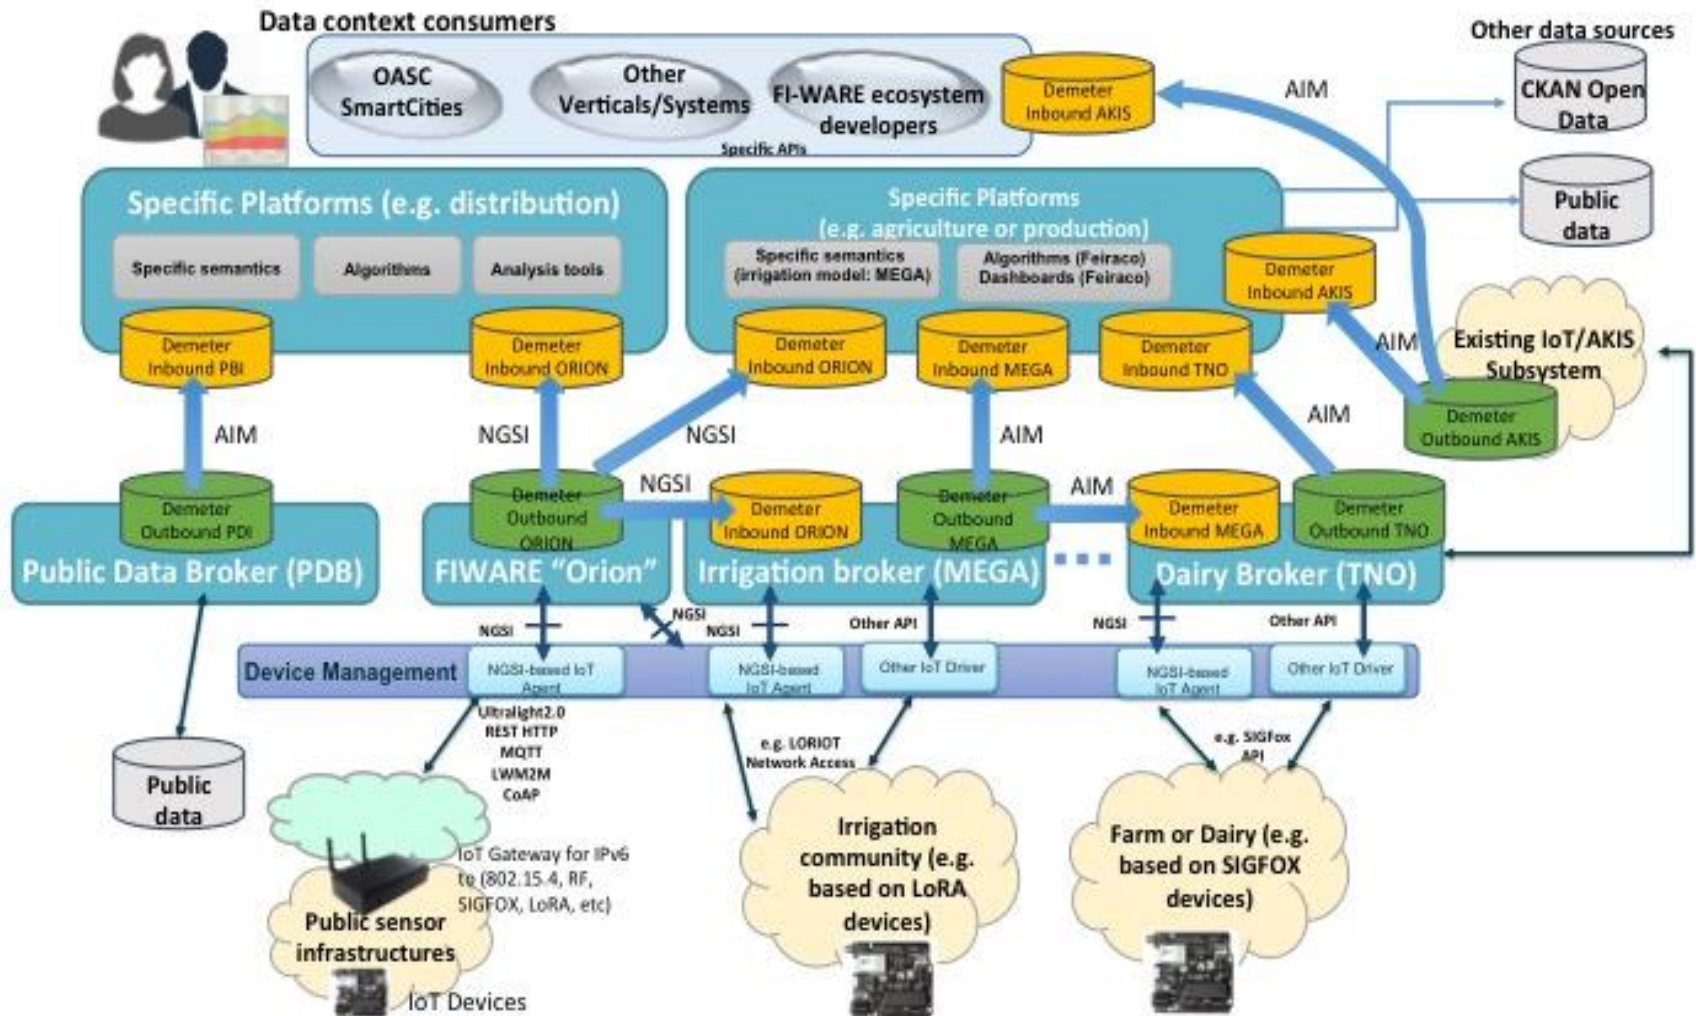 Data context consumers
Other data sources
OASC
SmartCities
Other
Verticals/Systems
FI-WARE ecosystem
developers
Specific APIs
Demeter
Inbound AKIS
AIM
CKAN Open
Data
Public
data
Specific Platforms (e.g. distribution)
Specific semantics
Algorithms
Analysis tools
Specific Platforms
(e.g. agriculture or production)
Specific semantics
(irrigation model: MEGA)
Algorithms (Feiraco)
Dashboards (Feiraco)
Demeter
Inbound AKIS
Demeter
Inbound PBI
Demeter
Inbound ORION
Demeter
Inbound ORION
Demeter
Inbound MEGA
Demeter
Inbound TNO
AIM
Existing IoT/AKIS
Subsystem
Demeter
Outbound AKIS
AIM
NGSI
NGSI
AIM
AIM
Demeter
Outbound PDI
Public Data Broker (PDB)
Demeter
Outbound
ORION
FIWARE "Orion"
NGSI
Demeter
Inbound ORION
Demeter
Outbound
MEGA
Irrigation broker (MEGA)
AIM
Demeter
Inbound MEGA
Demeter
Outbound TNO
Dairy Broker (TNO)
NGSI
NGSI
NGSI
Other API
NGSI
Other API
Device Management
NGSI-based IoT
Agent
NGSI-based
IoT Agent
Other IoT Driver
NGSI-based
IoT Agent
Other IoT Driver
Ultralight2.0
REST HTTP
MQTT
LWM2M
CoAP
e.g. LORIOT
Network Access
e.g. SIGFox
API
Public
data
IoT Gateway for IPv6
to (802.15.4, RF,
SIGFOX, LoRA, etc)
Public sensor
infrastructures
IoT Devices
Irrigation
community (e.g.
based on LoRA
devices)
Farm or Dairy (e.g.
based on SIGFOX
devices)